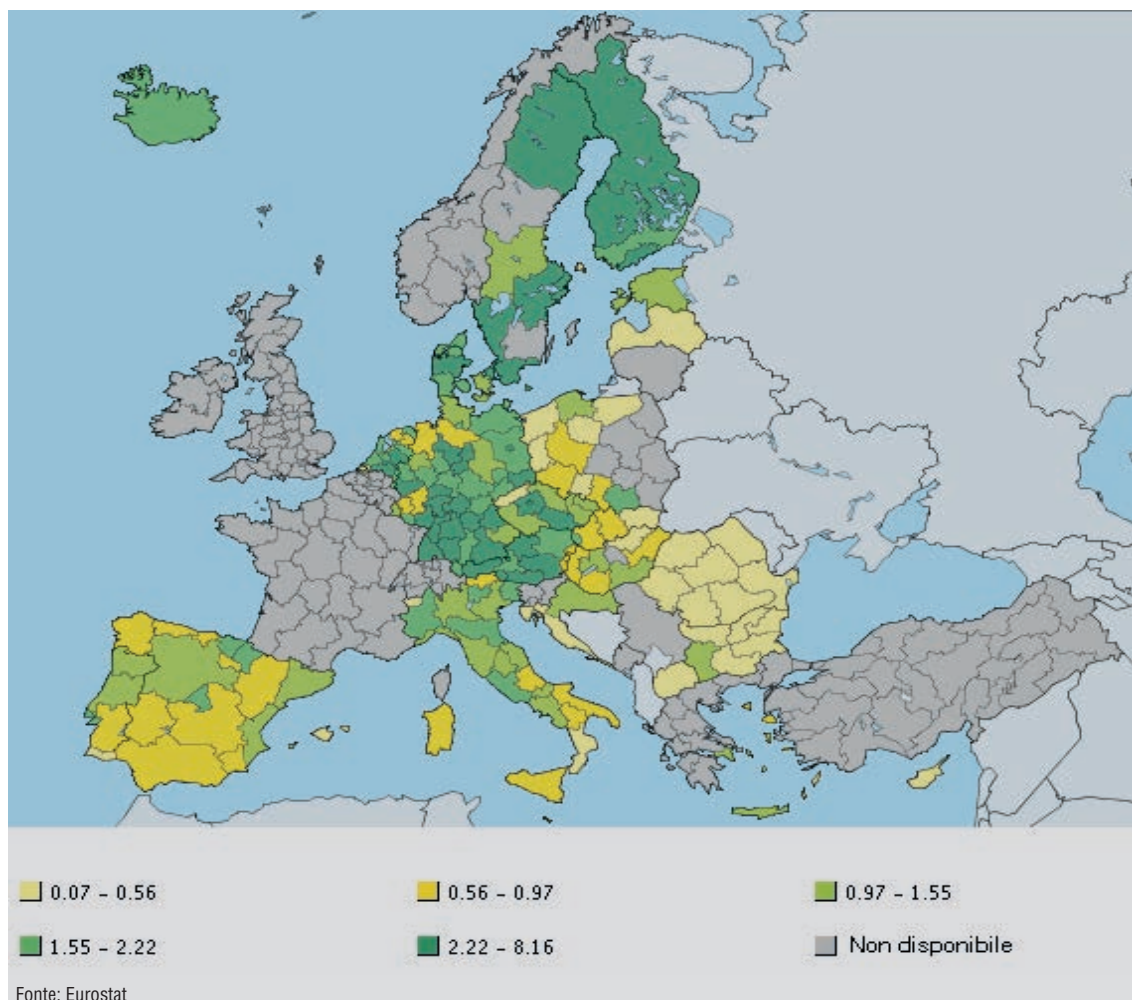 0.07 - 0.56
0.56 - 0.97
0.97 - 1.55
1.55 - 2.22
2.22 - 8.16
Non disponibile
Fonte: Eurostat